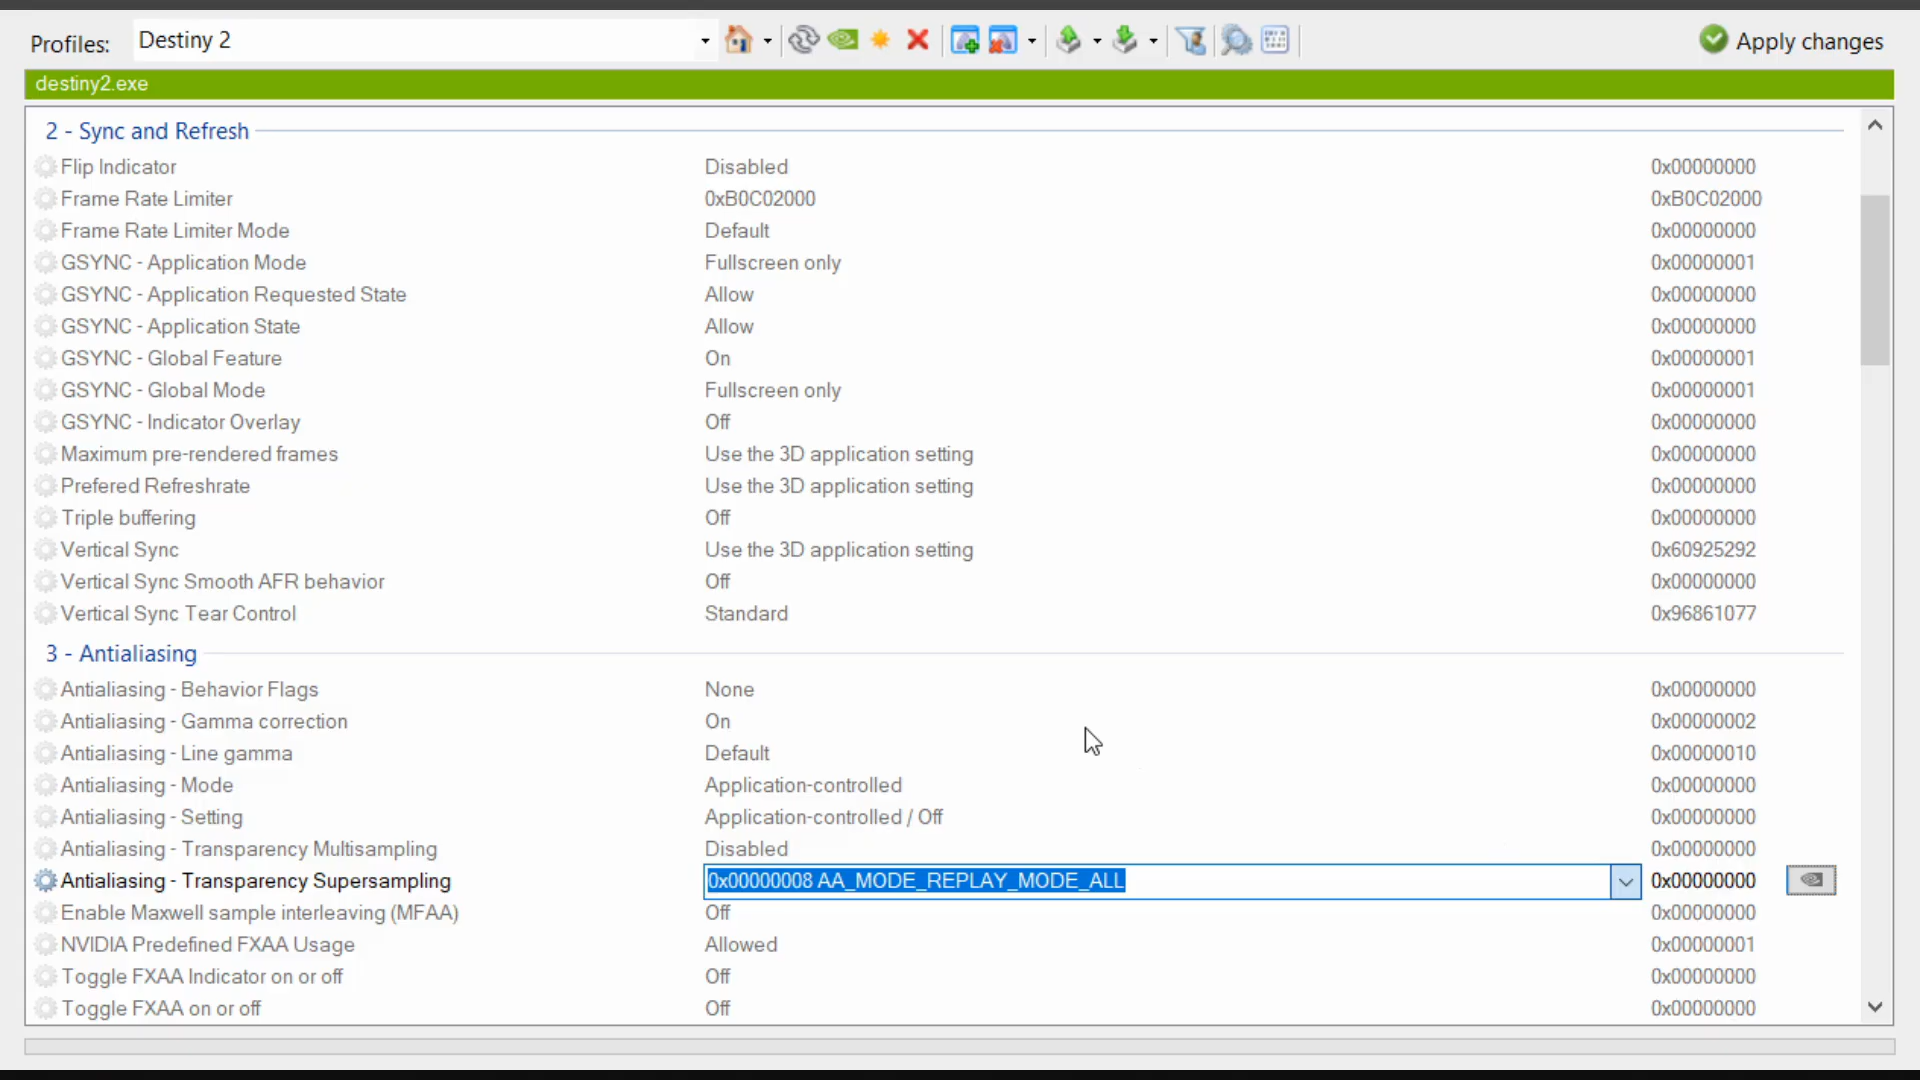 Profiles: Destiny 2 Apply changes
destiny2.exe
2 - Sync and Refresh
Flip Indicator Disabled 0x00000000
Frame Rate Limiter 0xB0C02000 0xB0C02000
Frame Rate Limiter Mode Default 0x00000000
GSYNC - Application Mode Fullscreen only 0x00000001
GSYNC - Application Requested State Allow 0x00000000
GSYNC - Application State Allow 0x00000000
GSYNC - Global Feature On 0x00000001
GSYNC - Global Mode Fullscreen only 0x00000001
GSYNC - Indicator Overlay Off 0x00000000
Maximum pre-rendered frames Use the 3D application setting 0x00000000
Prefered Refreshrate Use the 3D application setting 0x00000000
Triple buffering Off 0x00000000
Vertical Sync Use the 3D application setting 0x60925292
Vertical Sync Smooth AFR behavior Off 0x00000000
Vertical Sync Tear Control Standard 0x96861077
3 - Antialiasing
Antialiasing - Behavior Flags None 0x00000000
Antialiasing - Gamma correction On 0x00000002
Antialiasing - Line gamma Default 0x00000010
Antialiasing - Mode Application-controlled 0x00000000
Antialiasing - Setting Application-controlled / Off 0x00000000
Antialiasing - Transparency Multisampling Disabled 0x00000000
Antialiasing - Transparency Supersampling 0x00000008 AA_MODE_REPLAY_MODE_ALL 0x00000000
Enable Maxwell sample interleaving (MFAA) Off 0x00000000
NVIDIA Predefined FXAA Usage Allowed 0x00000001
Toggle FXAA Indicator on or off Off 0x00000000
Toggle FXAA on or off Off 0x00000000